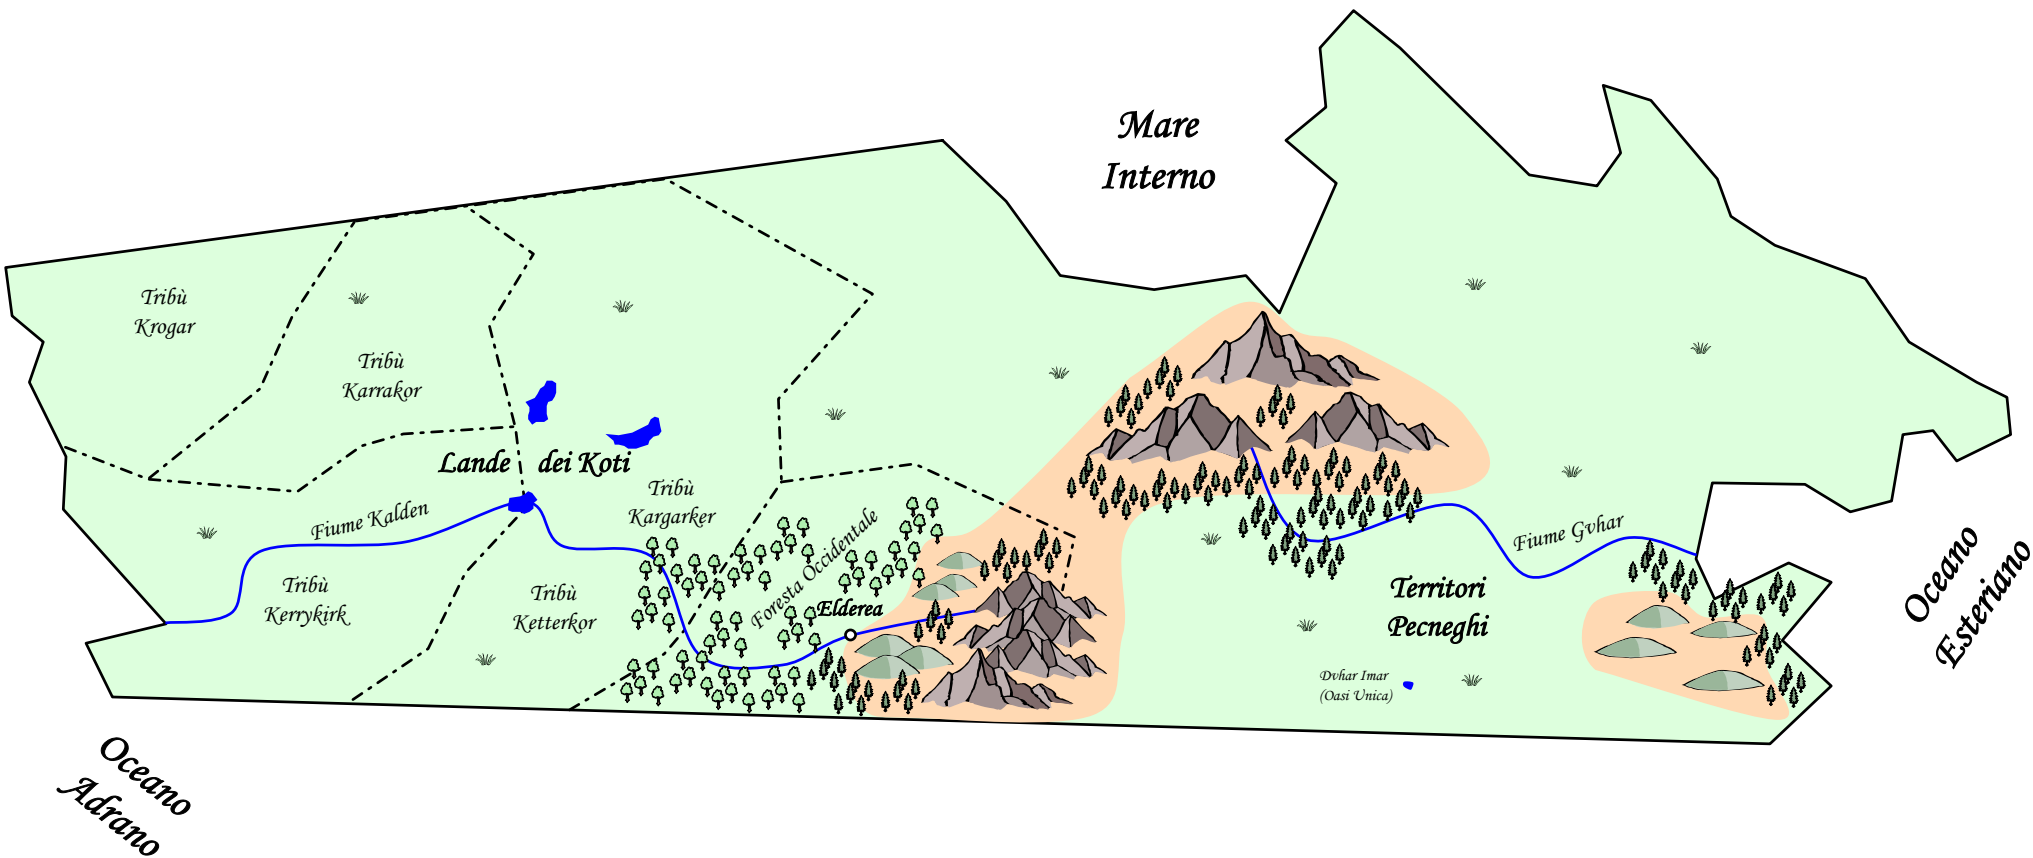 Mare
Interno
Tribù
Krogar
Tribù
Karrakor
Lande dei Koti
Tribù
Kargarker
Fiume Kalden
Tribù
Kerrykirk
Tribù
Ketterkor
Foresta Occidentale
Elderea
Fiume Gvhar
Territori
Pecneghi
Dvhar Imar
(Oasi Unica)
Oceano
Esteriano
Oceano
Adrano